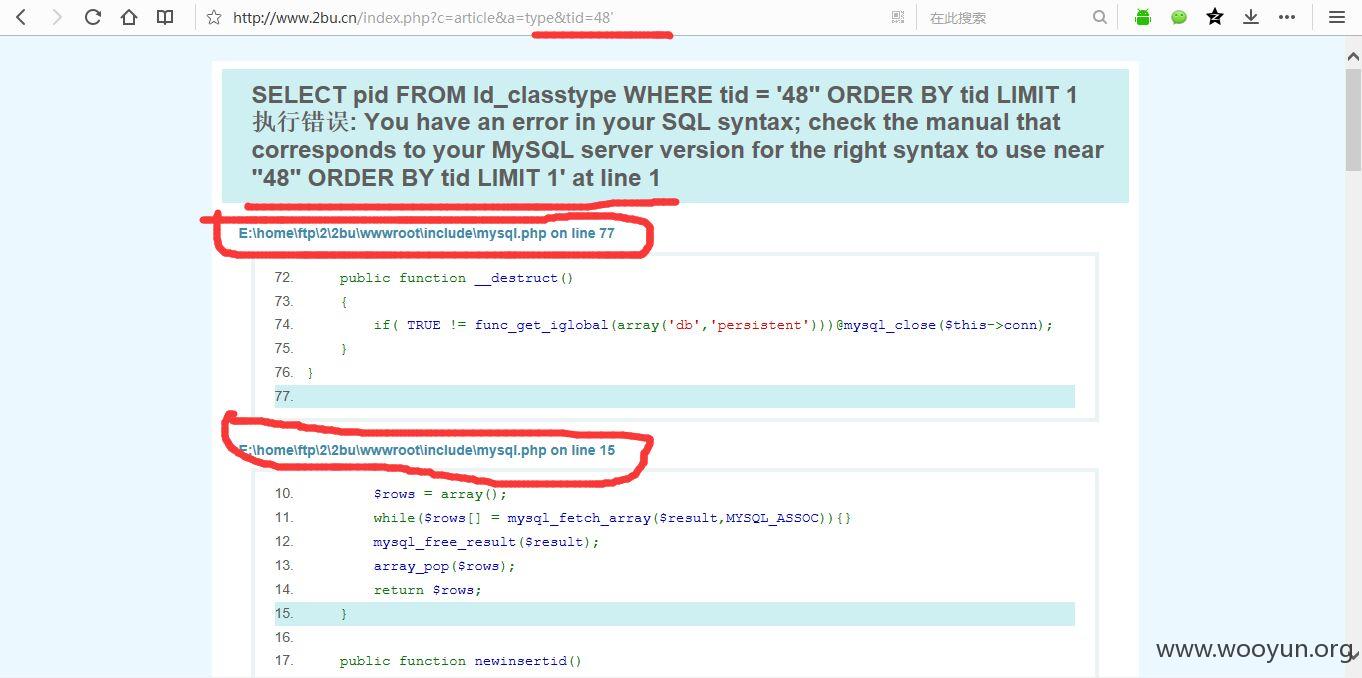 http://www.2bu.cn/index.php?c=article&a=type&tid=48'
在此搜索
SELECT pid FROM ld_classtype WHERE tid = '48'' ORDER BY tid LIMIT 1
执行错误: You have an error in your SQL syntax; check the manual that
corresponds to your MySQL server version for the right syntax to use near
''48'' ORDER BY tid LIMIT 1' at line 1
E:\home\ftp\2\2bu\wwwroot\include\mysql.php on line 77
72. public function __destruct()
73. {
74. if( TRUE != func_get_iglobal(array('db','persistent')))@mysql_close($this->conn);
75. }
76. }
77.
E:\home\ftp\2\2bu\wwwroot\include\mysql.php on line 15
10. $rows = array();
11. while($rows[] = mysql_fetch_array($result,MYSQL_ASSOC)){}
12. mysql_free_result($result);
13. array_pop($rows);
14. return $rows;
15. }
16.
17. public function newinsertid()
www.wooyun.org